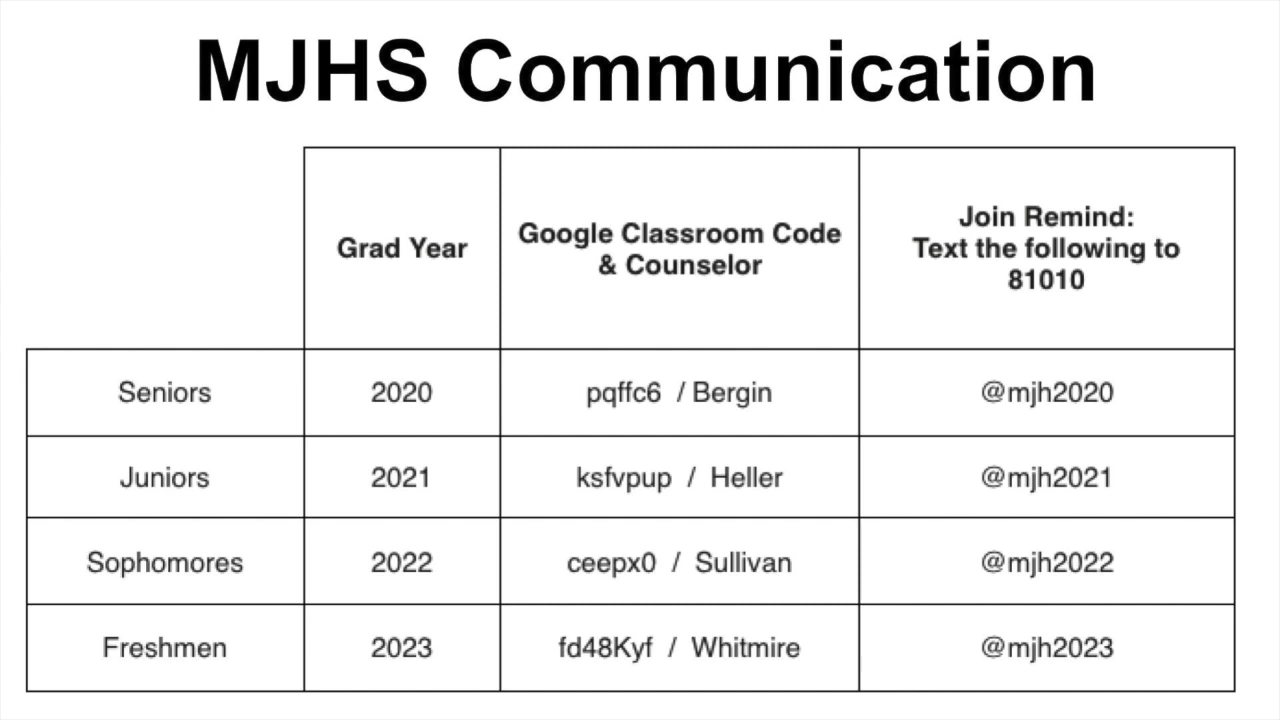 MJHS Communication
Grad Year
Google Classroom Code
& Counselor
Join Remind:
Text the following to
81010
Seniors 2020 pqffc6 / Bergin @mjh2020
Juniors 2021 ksfvpup / Heller @mjh2021
Sophomores 2022 ceepx0 / Sullivan @mjh2022
Freshmen 2023 fd48Kyf / Whitmire @mjh2023